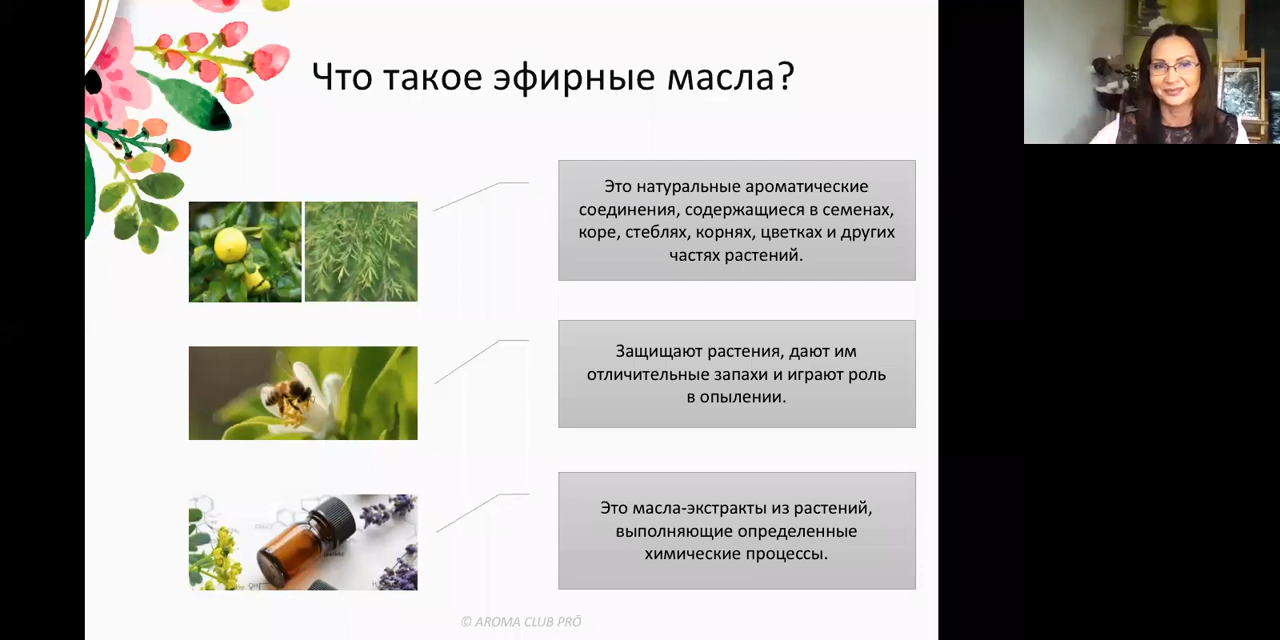 Что такое эфирные масла?
Это натуральные ароматические
соединения, содержащиеся в семенах,
коре, стеблях, корнях, цветках и других
частях растений.
Защищают растения, дают им
отличительные запахи и играют роль
в опылении.
Это масла-экстракты из растений,
выполняющие определенные
химические процессы.
© AROMA CLUB PRŌ